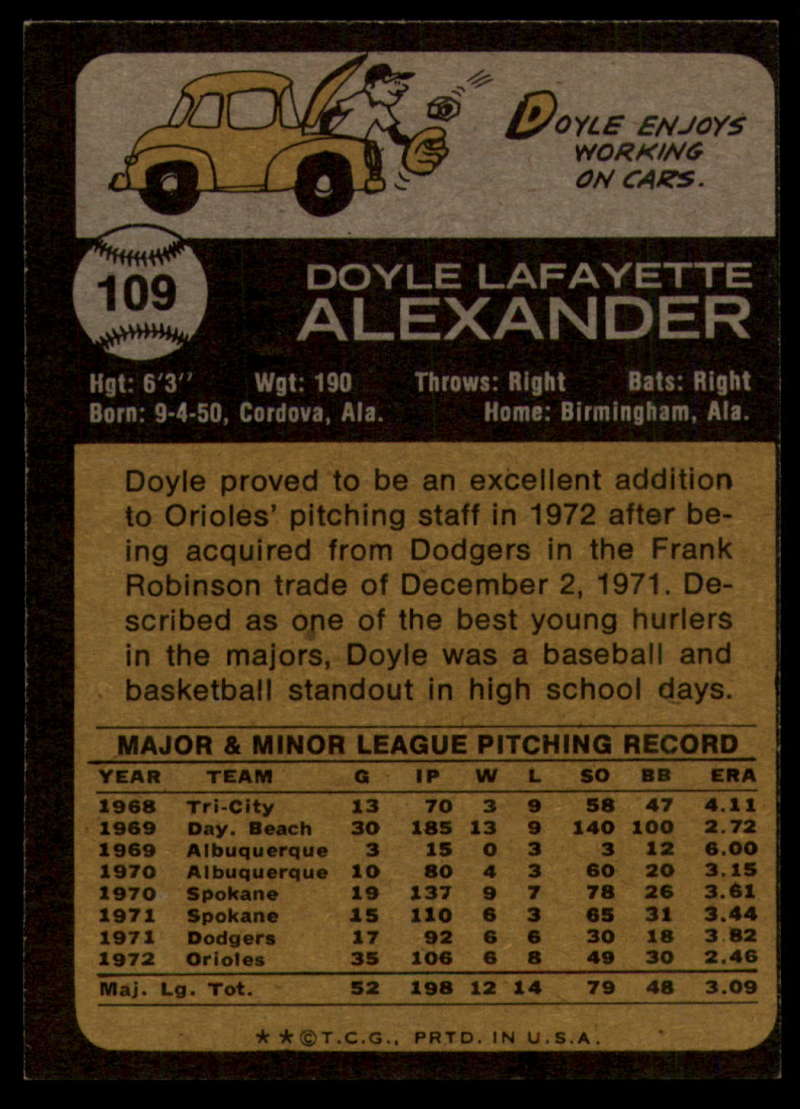 DOYLE ENJOYS
WORKING
ON CARS.
109
DOYLE LAFAYETTE
ALEXANDER
Hgt: 6'3" Wgt: 190 Throws: Right Bats: Right
Born: 9-4-50, Cordova, Ala. Home: Birmingham, Ala.
Doyle proved to be an excellent addition
to Orioles' pitching staff in 1972 after be-
ing acquired from Dodgers in the Frank
Robinson trade of December 2, 1971. De-
scribed as one of the best young hurlers
in the majors, Doyle was a baseball and
basketball standout in high school days.
MAJOR & MINOR LEAGUE PITCHING RECORD
YEAR TEAM G IP W L SO BB ERA
1968 Tri-City 13 70 3 9 58 47 4.11
1969 Day. Beach 30 185 13 9 140 100 2.72
1969 Albuquerque 3 15 0 3 3 12 6.00
1970 Albuquerque 10 80 4 3 60 20 3.15
1970 Spokane 19 137 9 7 78 26 3.61
1971 Spokane 15 110 6 3 65 31 3.44
1971 Dodgers 17 92 6 6 30 18 3.82
1972 Orioles 35 106 6 8 49 30 2.46
Maj. Lg. Tot. 52 198 12 14 79 48 3.09
★ ★ © T.C.G., PRTD. IN U.S.A.